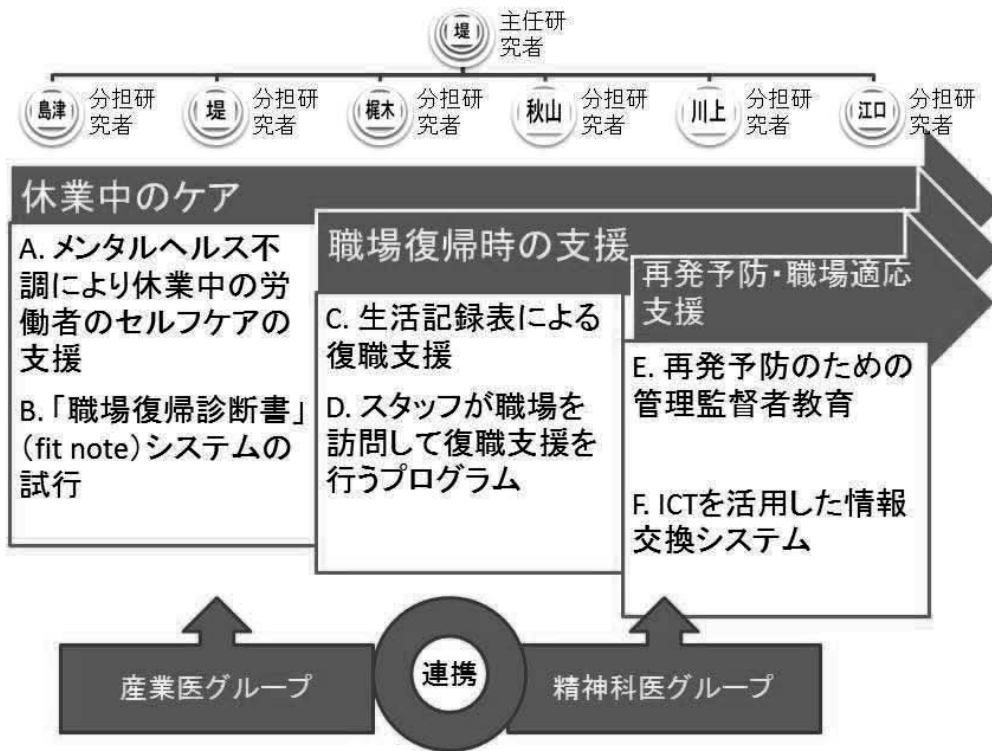 堤
主任研
究者
島津
分担研
究者
堤
分担研
究者
梶木
分担研
究者
秋山
分担研
究者
川上
分担研
究者
江口
分担研
究者
休業中のケア
A. メンタルヘルス不
調により休業中の労
働者のセルフケアの
支援
B. 「職場復帰診断書」
(fit note)システムの
試行
職場復帰時の支援
C. 生活記録表による
復職支援
D. スタッフが職場を
訪問して復職支援を
行うプログラム
再発予防・職場適応
支援
E. 再発予防のための
管理監督者教育
F. ICTを活用した情報
交換システム
産業医グループ
連携
精神科医グループ